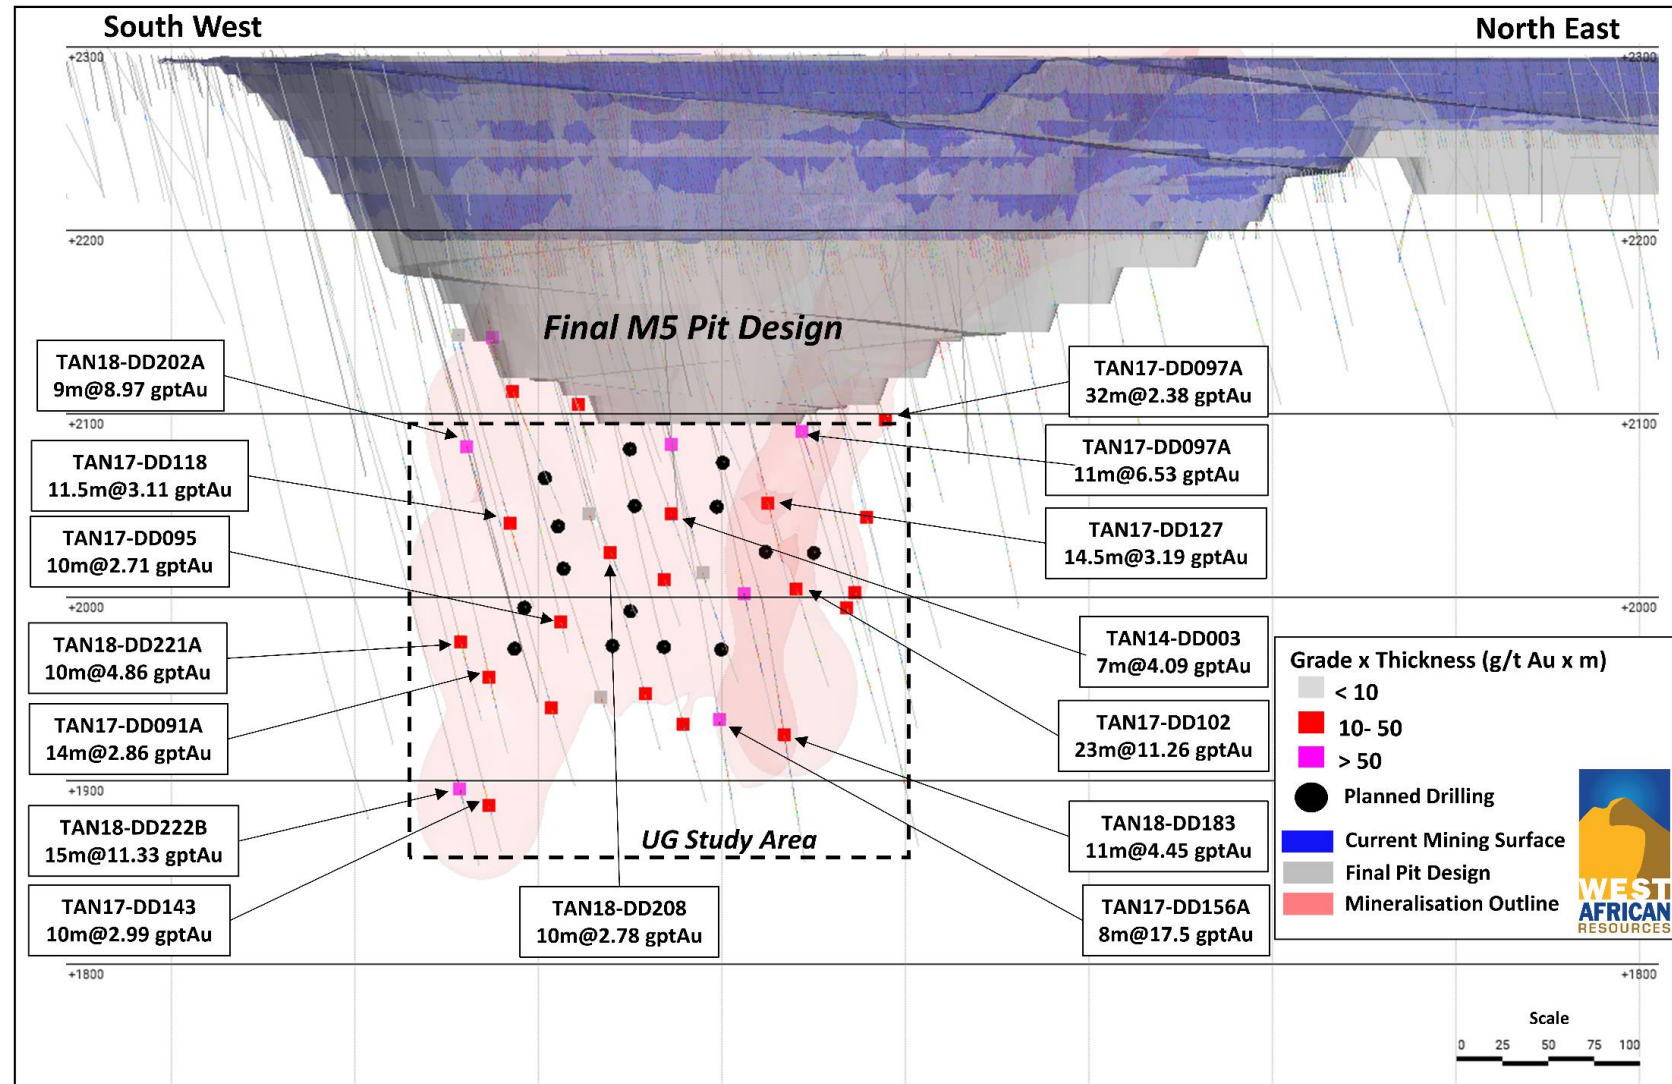 South West
North East
+2300
+2300
+2200
+2200
Final M5 Pit Design
TAN18-DD202A
9m@8.97 gptAu
TAN17-DD097A
32m@2.38 gptAu
+2100
+2100
TAN17-DD118
11.5m@3.11 gptAu
TAN17-DD097A
11m@6.53 gptAu
TAN17-DD095
10m@2.71 gptAu
TAN17-DD127
14.5m@3.19 gptAu
+2000
+2000
TAN18-DD221A
10m@4.86 gptAu
TAN14-DD003
7m@4.09 gptAu
TAN17-DD091A
14m@2.86 gptAu
TAN17-DD102
23m@11.26 gptAu
+1900
TAN18-DD222B
15m@11.33 gptAu
UG Study Area
TAN18-DD183
11m@4.45 gptAu
TAN17-DD143
10m@2.99 gptAu
TAN18-DD208
10m@2.78 gptAu
TAN17-DD156A
8m@17.5 gptAu
Grade x Thickness (g/t Au x m)
< 10
10- 50
> 50
Planned Drilling
Current Mining Surface
Final Pit Design
Mineralisation Outline
WEST
AFRICAN
RESOURCES
+1800
+1800
Scale
0 25 50 75 100